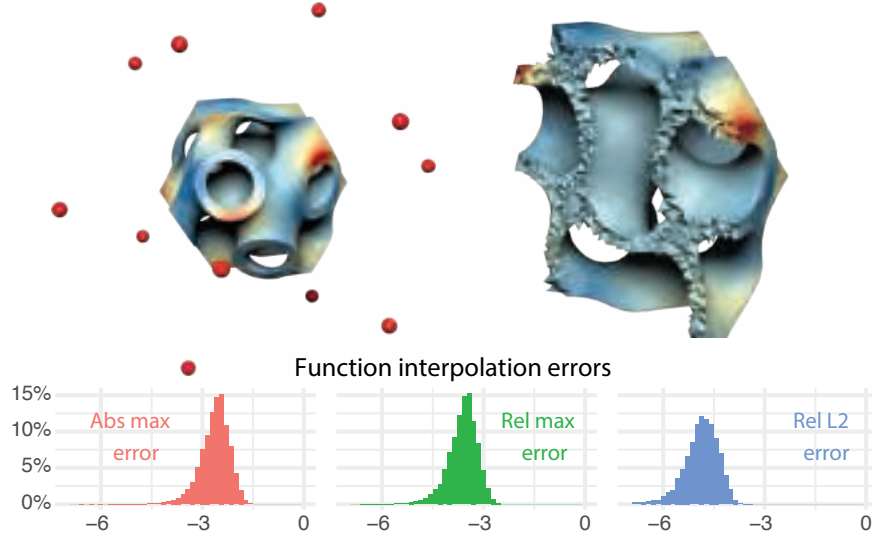 Function interpolation errors
15%
10%
5%
0%
Abs max
error
Rel max
error
Rel L2
error
−6
−3
0
−6
−3
0
−6
−3
0